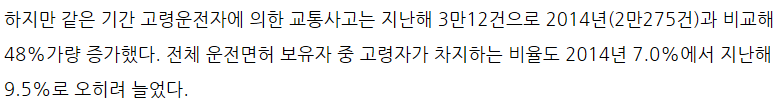 하지만 같은 기간 고령운전자에 의한 교통사고는 지난해 3만12건으로 2014년(2만275건)과 비교해
48%가량 증가했다. 전체 운전면허 보유자 중 고령자가 차지하는 비율도 2014년 7.0%에서 지난해
9.5%로 오히려 늘었다.